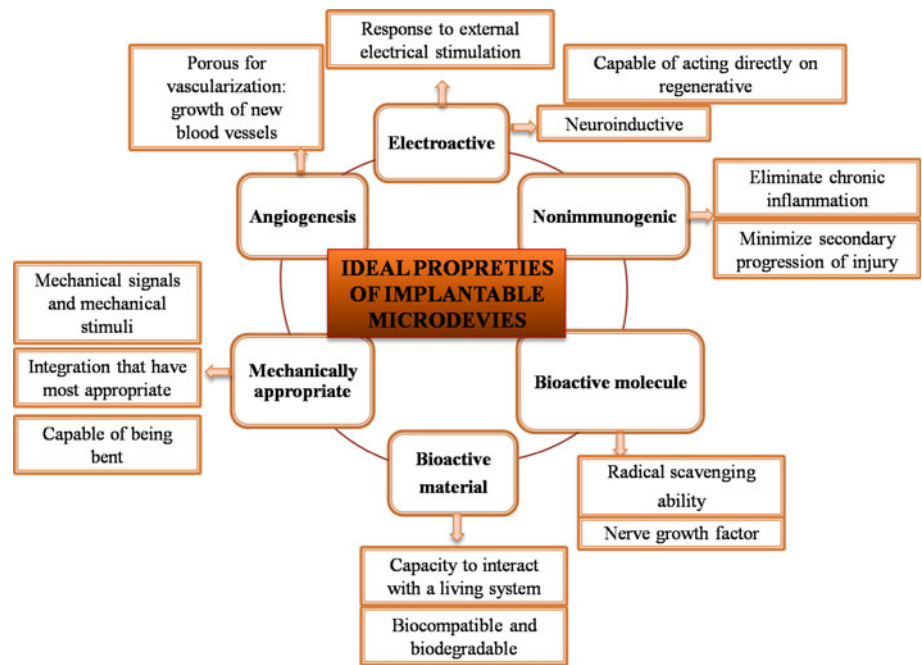 Response to external
electrical stimulation
Porous for
vascularization:
growth of new
blood vessels
Capable of acting directly on
regenerative
Neuroinductive
Electroactive
Angiogenesis
Nonimmunogenic
Eliminate chronic
inflammation
Minimize secondary
progression of injury
IDEAL PROPRETIES
OF IMPLANTABLE
MICRODEVIES
Mechanical signals
and mechanical
stimuli
Integration that have
most appropriate
Capable of being
bent
Mechanically
appropriate
Bioactive molecule
Bioactive
material
Radical scavenging
ability
Nerve growth factor
Capacity to interact
with a living system
Biocompatible and
biodegradable